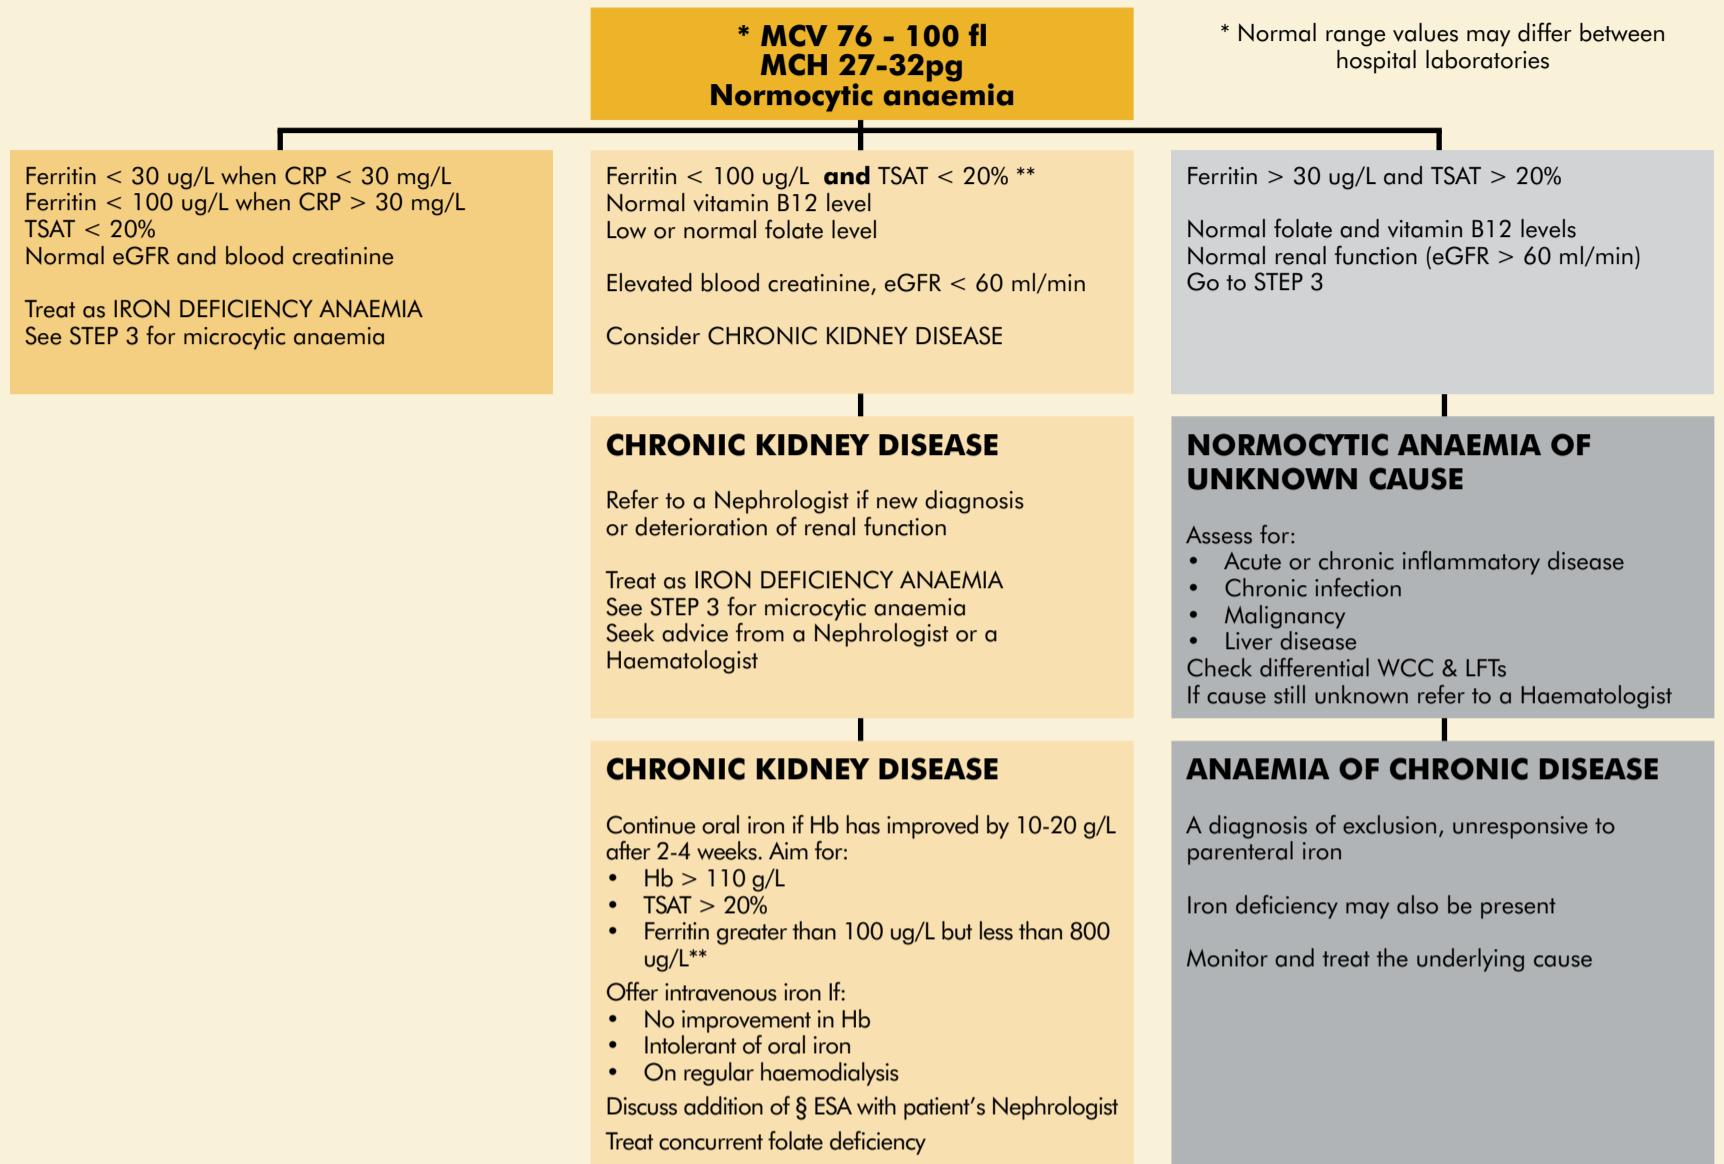 * MCV 76 - 100 fl
MCH 27-32pg
Normocytic anaemia
* Normal range values may differ between
hospital laboratories
Ferritin < 30 ug/L when CRP < 30 mg/L
Ferritin < 100 ug/L when CRP > 30 mg/L
TSAT < 20%
Normal eGFR and blood creatinine
Treat as IRON DEFICIENCY ANAEMIA
See STEP 3 for microcytic anaemia
Ferritin < 100 ug/L and TSAT < 20% **
Normal vitamin B12 level
Low or normal folate level
Elevated blood creatinine, eGFR < 60 ml/min
Consider CHRONIC KIDNEY DISEASE
Ferritin > 30 ug/L and TSAT > 20%
Normal folate and vitamin B12 levels
Normal renal function (eGFR > 60 ml/min)
Go to STEP 3
CHRONIC KIDNEY DISEASE
Refer to a Nephrologist if new diagnosis
or deterioration of renal function
Treat as IRON DEFICIENCY ANAEMIA
See STEP 3 for microcytic anaemia
Seek advice from a Nephrologist or a
Haematologist
NORMOCYTIC ANAEMIA OF
UNKNOWN CAUSE
Assess for:
• Acute or chronic inflammatory disease
• Chronic infection
• Malignancy
• Liver disease
Check differential WCC & LFTs
If cause still unknown refer to a Haematologist
CHRONIC KIDNEY DISEASE
Continue oral iron if Hb has improved by 10-20 g/L
after 2-4 weeks. Aim for:
• Hb > 110 g/L
• TSAT > 20%
• Ferritin greater than 100 ug/L but less than 800
ug/L**
Offer intravenous iron If:
• No improvement in Hb
• Intolerant of oral iron
• On regular haemodialysis
Discuss addition of § ESA with patient's Nephrologist
Treat concurrent folate deficiency
ANAEMIA OF CHRONIC DISEASE
A diagnosis of exclusion, unresponsive to
parenteral iron
Iron deficiency may also be present
Monitor and treat the underlying cause